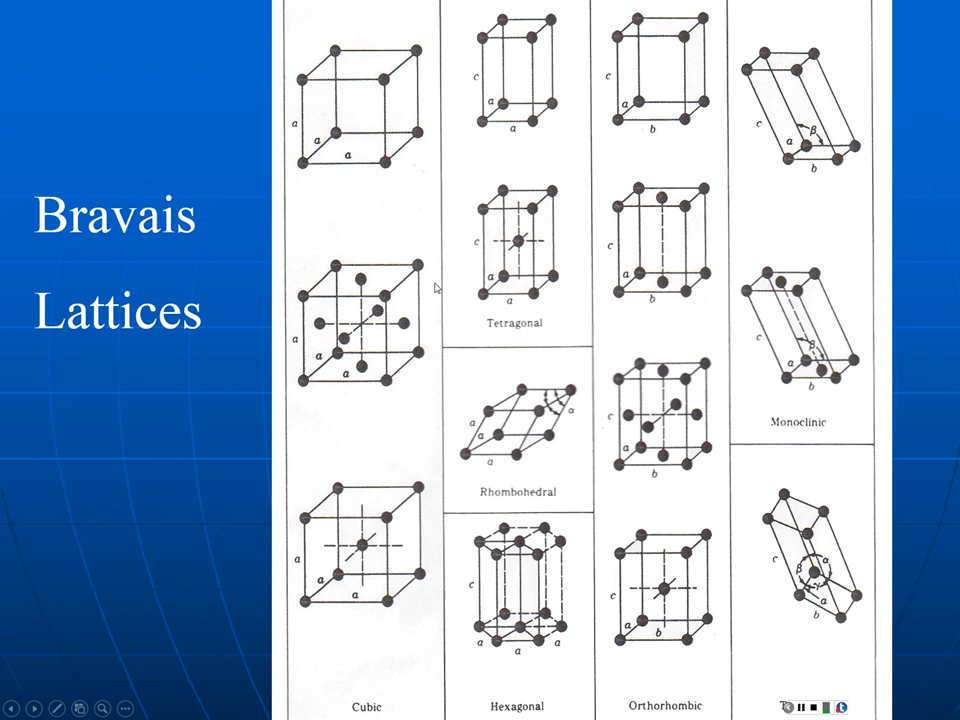 Bravais
Lattices
a
a
a
a
a
a
a
a
a
Cubic
c
a
a
c
a
a
Tetragonal
a
a
a
α
Rhombohedral
c
a
a
a
Hexagonal
c
a
b
c
a
b
c
a
b
c
a
b
Orthorhombic
c
a
β
b
c
a
β
b
Monoclinic
c
β
α
γ
a
b